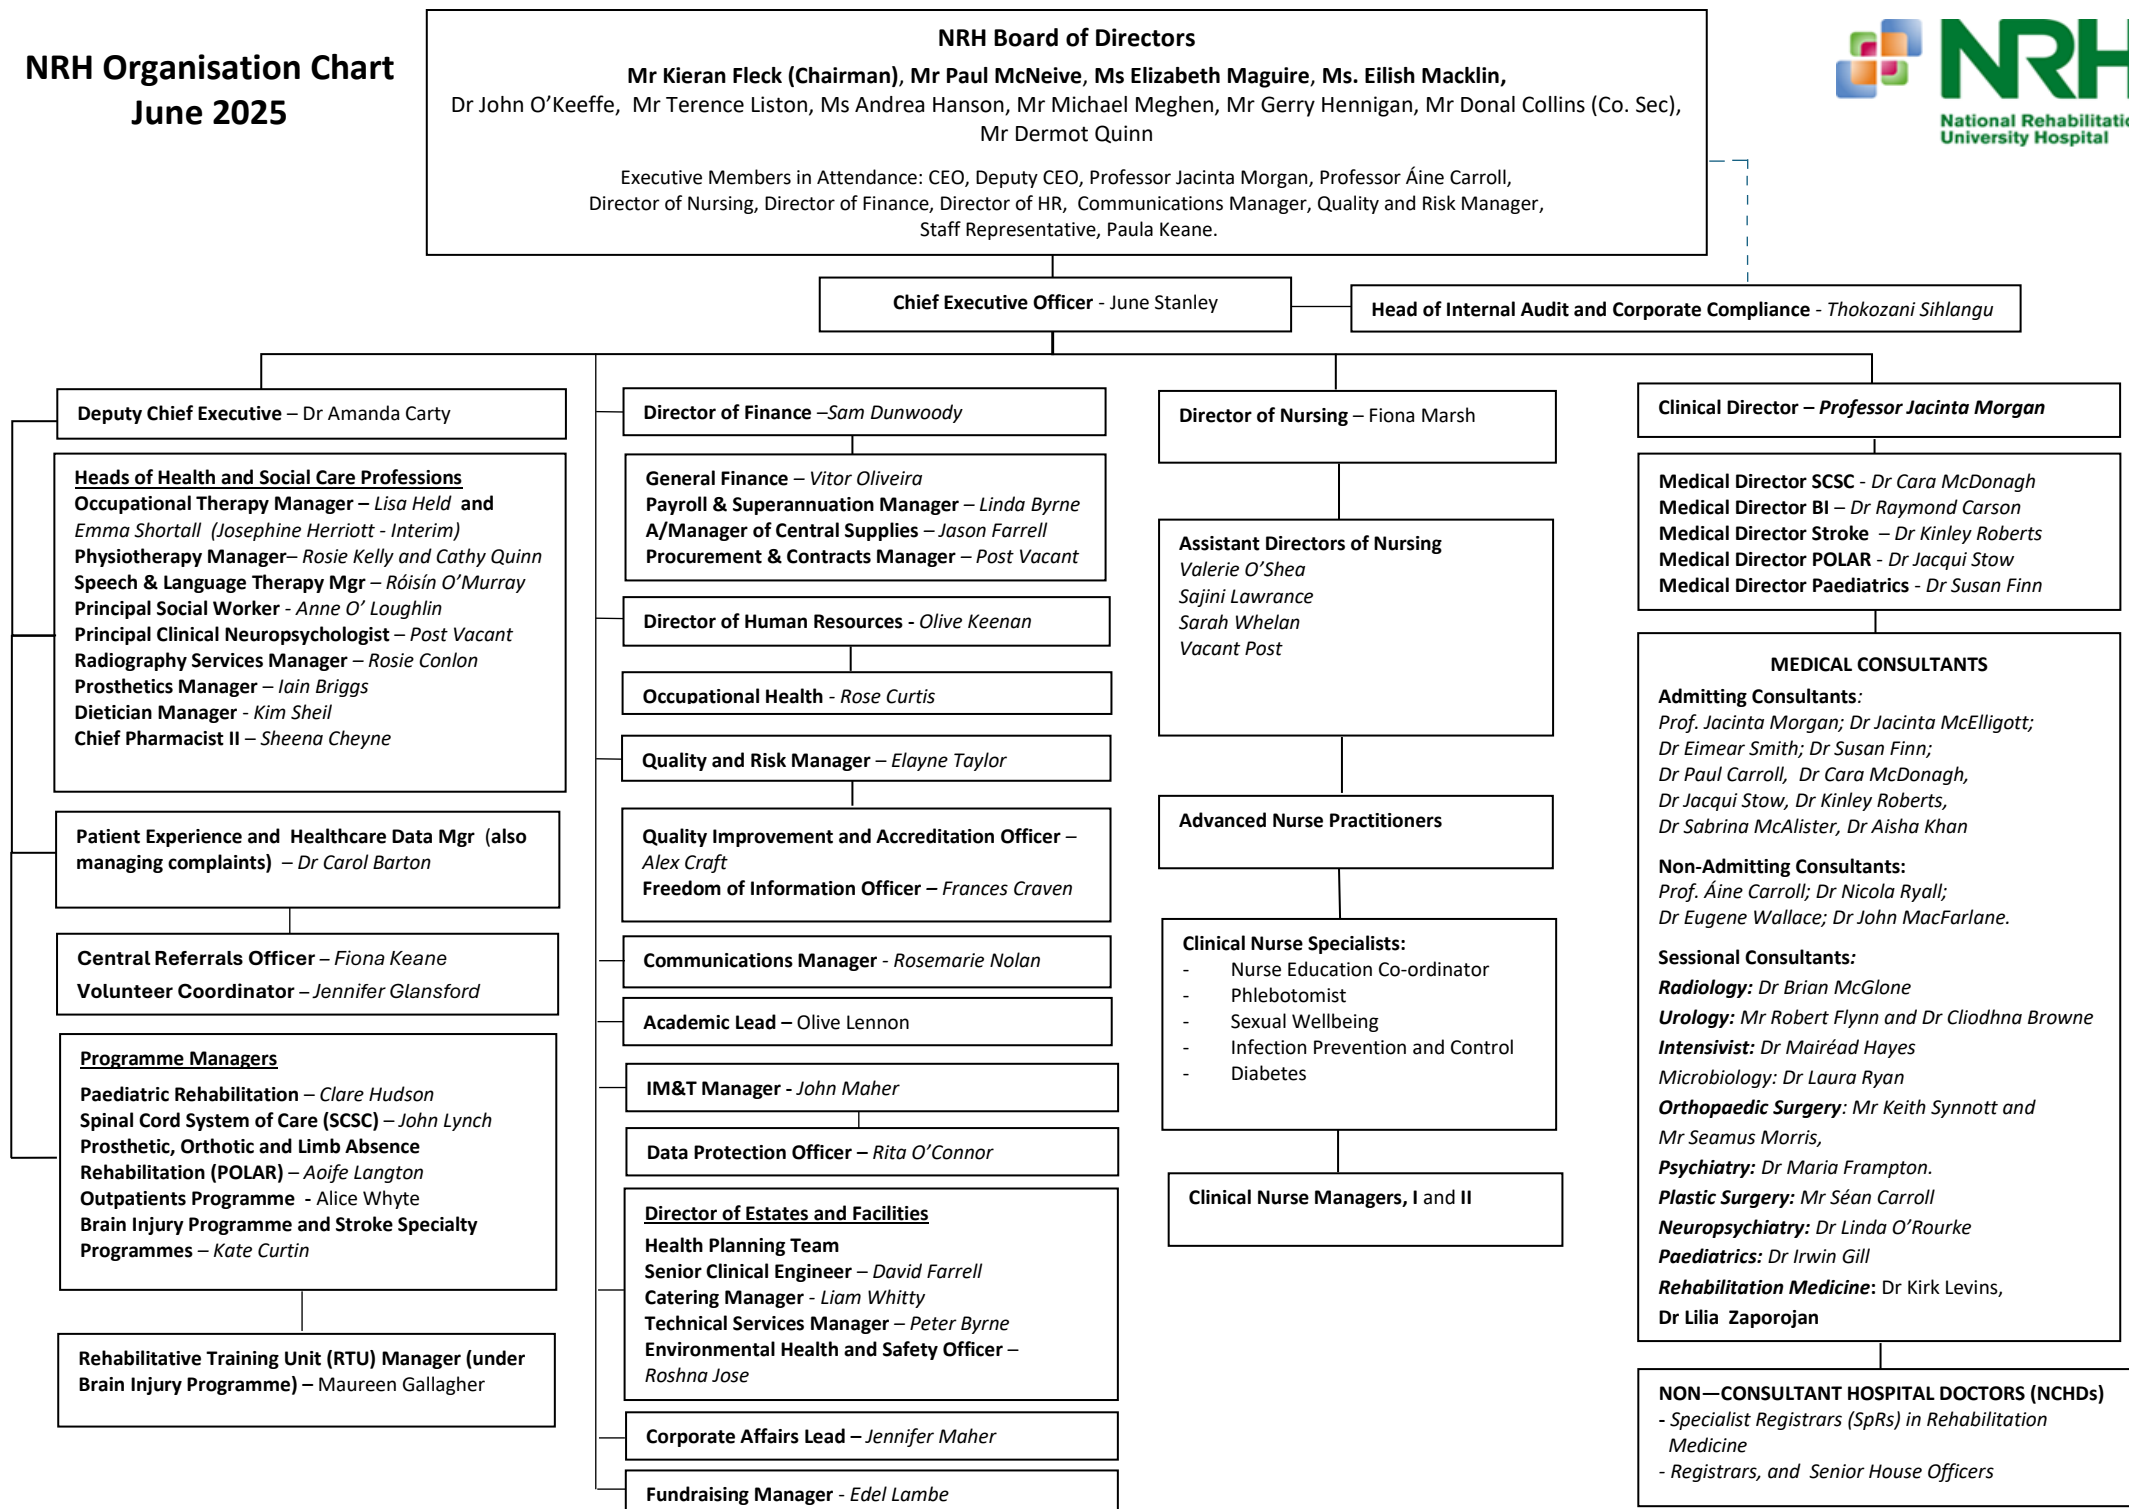 NRH Organisation Chart
June 2025
NRH Board of Directors
Mr Kieran Fleck (Chairman), Mr Paul McNeive, Ms Elizabeth Maguire, Ms. Eilish Macklin,
Dr John O’Keeffe, Mr Terence Liston, Ms Andrea Hanson, Mr Michael Meghen, Mr Gerry Hennigan, Mr Donal Collins (Co. Sec),
Mr Dermot Quinn
Executive Members in Attendance: CEO, Deputy CEO, Professor Jacinta Morgan, Professor Áine Carroll,
Director of Nursing, Director of Finance, Director of HR, Communications Manager, Quality and Risk Manager,
Staff Representative, Paula Keane.
NRH
National Rehabilitatio
University Hospital
Chief Executive Officer - June Stanley
Head of Internal Audit and Corporate Compliance - Thokozani Sihlangu
Deputy Chief Executive – Dr Amanda Carty
Heads of Health and Social Care Professions
Occupational Therapy Manager – Lisa Held and
Emma Shortall (Josephine Herriott - Interim)
Physiotherapy Manager– Rosie Kelly and Cathy Quinn
Speech & Language Therapy Mgr – Róisín O’Murray
Principal Social Worker - Anne O’ Loughlin
Principal Clinical Neuropsychologist – Post Vacant
Radiography Services Manager – Rosie Conlon
Prosthetics Manager – Iain Briggs
Dietician Manager - Kim Sheil
Chief Pharmacist II – Sheena Cheyne
Patient Experience and Healthcare Data Mgr (also
managing complaints) – Dr Carol Barton
Central Referrals Officer – Fiona Keane
Volunteer Coordinator – Jennifer Glansford
Programme Managers
Paediatric Rehabilitation – Clare Hudson
Spinal Cord System of Care (SCSC) – John Lynch
Prosthetic, Orthotic and Limb Absence
Rehabilitation (POLAR) – Aoife Langton
Outpatients Programme - Alice Whyte
Brain Injury Programme and Stroke Specialty
Programmes – Kate Curtin
Rehabilitative Training Unit (RTU) Manager (under
Brain Injury Programme) – Maureen Gallagher
Director of Finance –Sam Dunwoody
General Finance – Vitor Oliveira
Payroll & Superannuation Manager – Linda Byrne
A/Manager of Central Supplies – Jason Farrell
Procurement & Contracts Manager – Post Vacant
Director of Human Resources - Olive Keenan
Occupational Health - Rose Curtis
Quality and Risk Manager – Elayne Taylor
Quality Improvement and Accreditation Officer –
Alex Craft
Freedom of Information Officer – Frances Craven
Communications Manager - Rosemarie Nolan
Academic Lead – Olive Lennon
IM&T Manager - John Maher
Data Protection Officer – Rita O’Connor
Director of Estates and Facilities
Health Planning Team
Senior Clinical Engineer – David Farrell
Catering Manager - Liam Whitty
Technical Services Manager – Peter Byrne
Environmental Health and Safety Officer –
Roshna Jose
Corporate Affairs Lead – Jennifer Maher
Fundraising Manager - Edel Lambe
Director of Nursing – Fiona Marsh
Assistant Directors of Nursing
Valerie O’Shea
Sajini Lawrance
Sarah Whelan
Vacant Post
Advanced Nurse Practitioners
Clinical Nurse Specialists:
- Nurse Education Co-ordinator
- Phlebotomist
- Sexual Wellbeing
- Infection Prevention and Control
- Diabetes
Clinical Nurse Managers, I and II
Clinical Director – Professor Jacinta Morgan
Medical Director SCSC - Dr Cara McDonagh
Medical Director BI – Dr Raymond Carson
Medical Director Stroke – Dr Kinley Roberts
Medical Director POLAR - Dr Jacqui Stow
Medical Director Paediatrics - Dr Susan Finn
MEDICAL CONSULTANTS
Admitting Consultants:
Prof. Jacinta Morgan; Dr Jacinta McElligott;
Dr Eimear Smith; Dr Susan Finn;
Dr Paul Carroll, Dr Cara McDonagh,
Dr Jacqui Stow, Dr Kinley Roberts,
Dr Sabrina McAlister, Dr Aisha Khan
Non-Admitting Consultants:
Prof. Áine Carroll; Dr Nicola Ryall;
Dr Eugene Wallace; Dr John MacFarlane.
Sessional Consultants:
Radiology: Dr Brian McGlone
Urology: Mr Robert Flynn and Dr Cliodhna Browne
Intensivist: Dr Mairéad Hayes
Microbiology: Dr Laura Ryan
Orthopaedic Surgery: Mr Keith Synnott and
Mr Seamus Morris,
Psychiatry: Dr Maria Frampton.
Plastic Surgery: Mr Séan Carroll
Neuropsychiatry: Dr Linda O’Rourke
Paediatrics: Dr Irwin Gill
Rehabilitation Medicine: Dr Kirk Levins,
Dr Lilia Zaporojan
NON—CONSULTANT HOSPITAL DOCTORS (NCHDs)
- Specialist Registrars (SpRs) in Rehabilitation
Medicine
- Registrars, and Senior House Officers